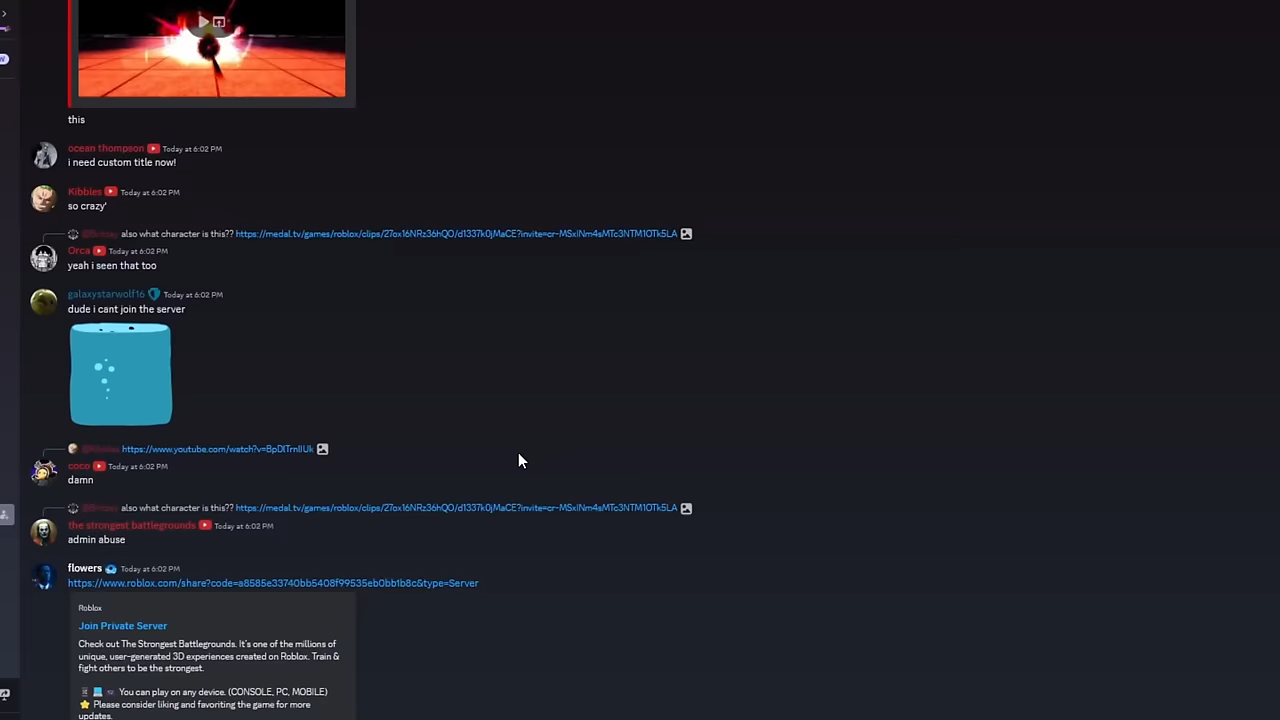 this
ocean thompson Today at 6:02 PM
i need custom title now!
Kibbles Today at 6:02 PM
so crazy'
also what character is this?? https://medal.tv/games/roblox/clips/27ox16NRz36hQO/d1337k0jMaCE?invite=cr-MSxINm4sMTc3NTM1OTk5LA
Orca Today at 6:02 PM
yeah i seen that too
galaxystarwolf16 Today at 6:02 PM
dude i cant join the server
https://www.youtube.com/watch?v=BpDlTrnIIUk
coco Today at 6:02 PM
damn
also what character is this?? https://medal.tv/games/roblox/clips/27ox16NRz36hQO/d1337k0jMaCE?invite=cr-MSxINm4sMTc3NTM1OTk5LA
the strongest battlegrounds Today at 6:02 PM
admin abuse
flowers Today at 6:02 PM
https://www.roblox.com/share?code=a8585e33740bb5408f99535eb0bb1b8c&type=Server
Roblox
Join Private Server
Check out The Strongest Battlegrounds. It's one of the millions of
unique, user-generated 3D experiences created on Roblox. Train &
fight others to be the strongest.
You can play on any device. (CONSOLE, PC, MOBILE)
Please consider liking and favoriting the game for more
updates.